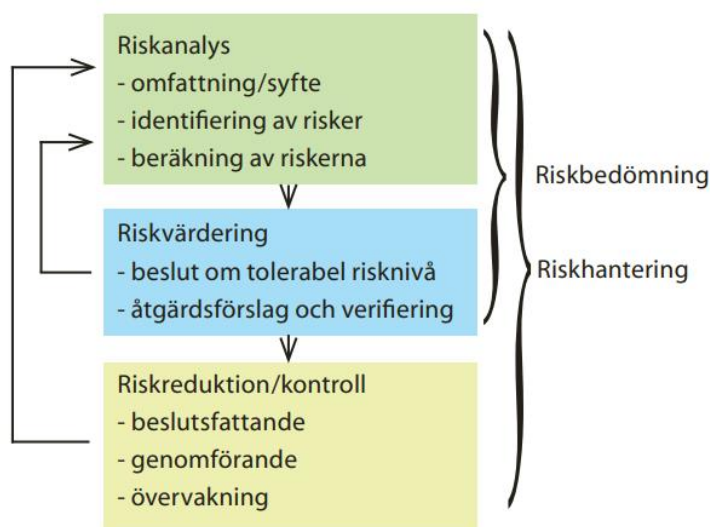 Riskanalys
- omfattning/syfte
- identifiering av risker
- beräkning av riskerna
Riskvärdering
- beslut om tolerabel risknivå
- åtgärdsförslag och verifiering
Riskreduktion/kontroll
- beslutsfattande
- genomförande
- övervakning
Riskbedömning
Riskhantering